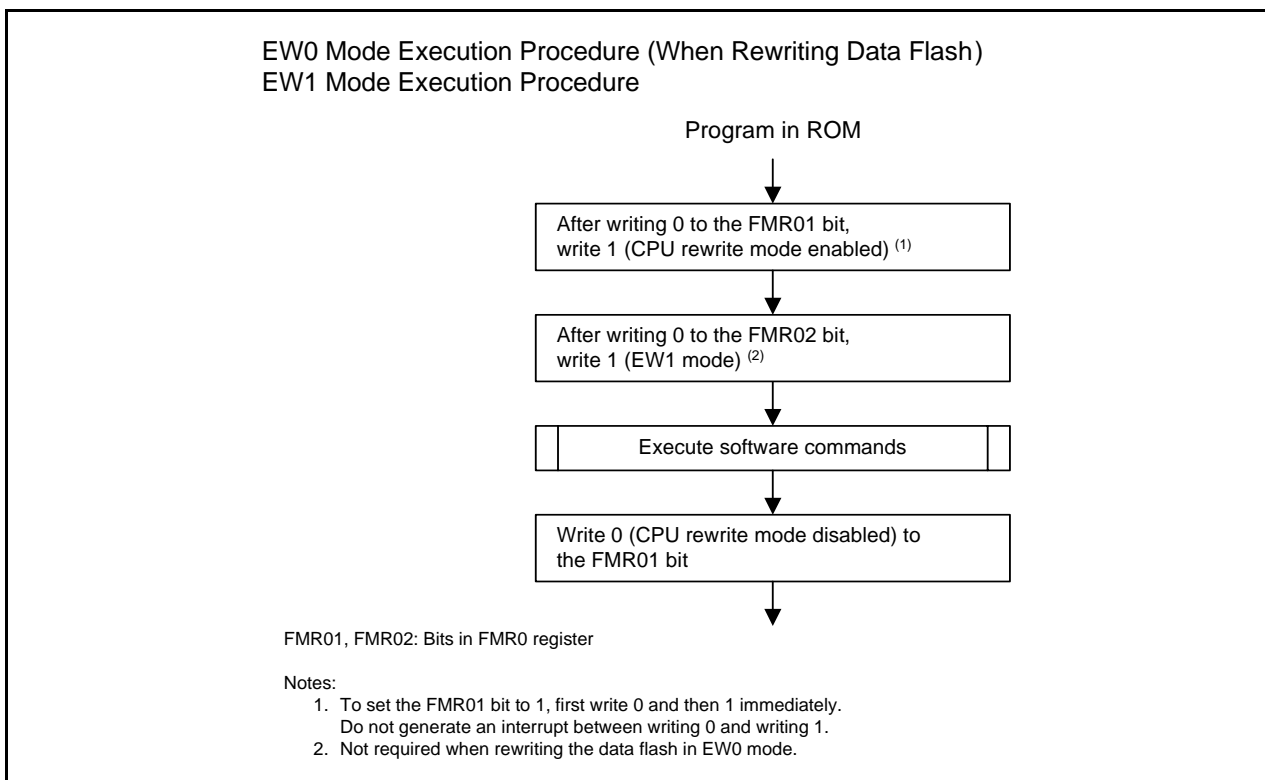 EW0 Mode Execution Procedure (When Rewriting Data Flash)
EW1 Mode Execution Procedure
Program in ROM
After writing 0 to the FMR01 bit,
write 1 (CPU rewrite mode enabled) (1)
After writing 0 to the FMR02 bit,
write 1 (EW1 mode) (2)
Execute software commands
Write 0 (CPU rewrite mode disabled) to
the FMR01 bit
FMR01, FMR02: Bits in FMR0 register
Notes:
1. To set the FMR01 bit to 1, first write 0 and then 1 immediately.
Do not generate an interrupt between writing 0 and writing 1.
2. Not required when rewriting the data flash in EW0 mode.